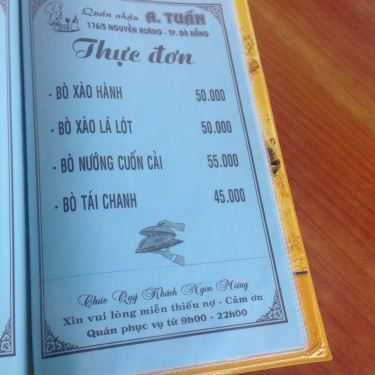 Quán nhậu A. TUẤN
176/5 NGUYỄN HOÀNG - TP. ĐÀ NẴNG
Thực đơn
- BÒ XÀO HÀNH 50.000
- BÒ XÀO LÁ LỐT 50.000
- BÒ NƯỚNG CUỐN CẢI 55.000
- BÒ TÁI CHANH 45.000
Chúc Quý Khách Ngon Miệng
Xin vui lòng miễn thiếu nợ - Cảm ơn
Quán phục vụ từ 9h00 - 22h00